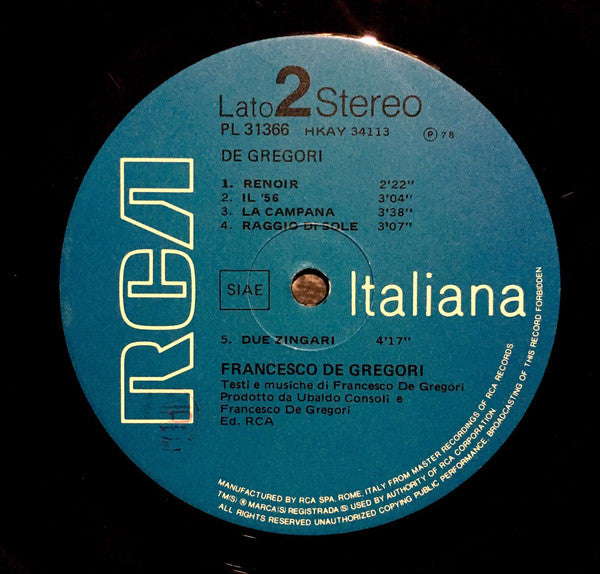 Lato 2 Stereo
PL 31366 HKAY 34113 Ⓟ 78
DE GREGORI
1. RENOIR 2'22"
2. IL '56 3'04"
3. LA CAMPANA 3'38"
4. RAGGIO DI SOLE 3'07"
RCA
SIAE
Italiana
5. DUE ZINGARI 4'17"
FRANCESCO DE GREGORI
Testi e musiche di Francesco De Gregori
Prodotto da Ubaldo Consoli e
Francesco De Gregori
Ed. RCA
MANUFACTURED BY RCA SPA. ROME, ITALY FROM MASTER RECORDINGS OF RCA RECORDS
TM(S) ® MARCA(S) REGISTRADA(S) USED BY AUTHORITY OF RCA CORPORATION
ALL RIGHTS RESERVED UNAUTHORIZED COPYING PUBLIC PERFORMANCE, BROADCASTING OF THIS RECORD FORBIDDEN